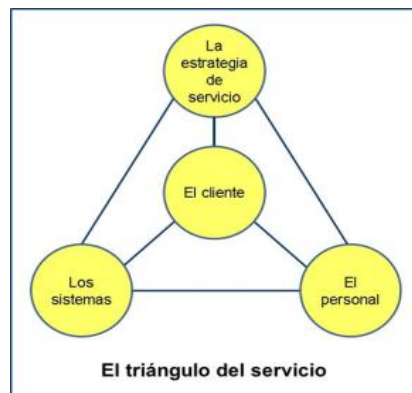 La
estrategia
de
servicio
El cliente
Los
sistemas
El
personal
El triángulo del servicio